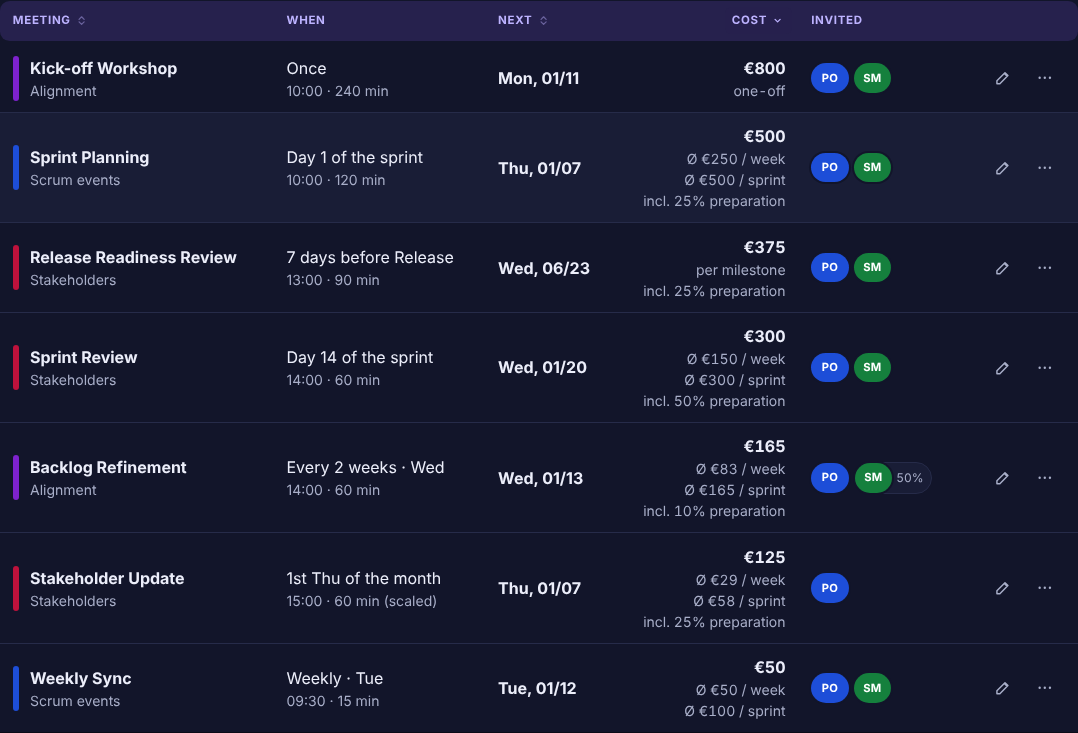 MEETING WHEN NEXT COST INVITED
Kick-off Workshop Once Mon, 01/11 €800 PO SM
Alignment 10:00 · 240 min one-off
Sprint Planning Day 1 of the sprint Thu, 01/07 €500 PO SM
Scrum events 10:00 · 120 min Ø €250 / week
Ø €500 / sprint
incl. 25% preparation
Release Readiness Review 7 days before Release Wed, 06/23 €375 PO SM
Stakeholders 13:00 · 90 min per milestone
incl. 25% preparation
Sprint Review Day 14 of the sprint Wed, 01/20 €300 PO SM
Stakeholders 14:00 · 60 min Ø €150 / week
Ø €300 / sprint
incl. 50% preparation
Backlog Refinement Every 2 weeks · Wed Wed, 01/13 €165 PO SM 50%
Alignment 14:00 · 60 min Ø €83 / week
Ø €165 / sprint
incl. 10% preparation
Stakeholder Update 1st Thu of the month Thu, 01/07 €125 PO
Stakeholders 15:00 · 60 min (scaled) Ø €29 / week
Ø €58 / sprint
incl. 25% preparation
Weekly Sync Weekly · Tue Tue, 01/12 €50 PO SM
Scrum events 09:30 · 15 min Ø €50 / week
Ø €100 / sprint